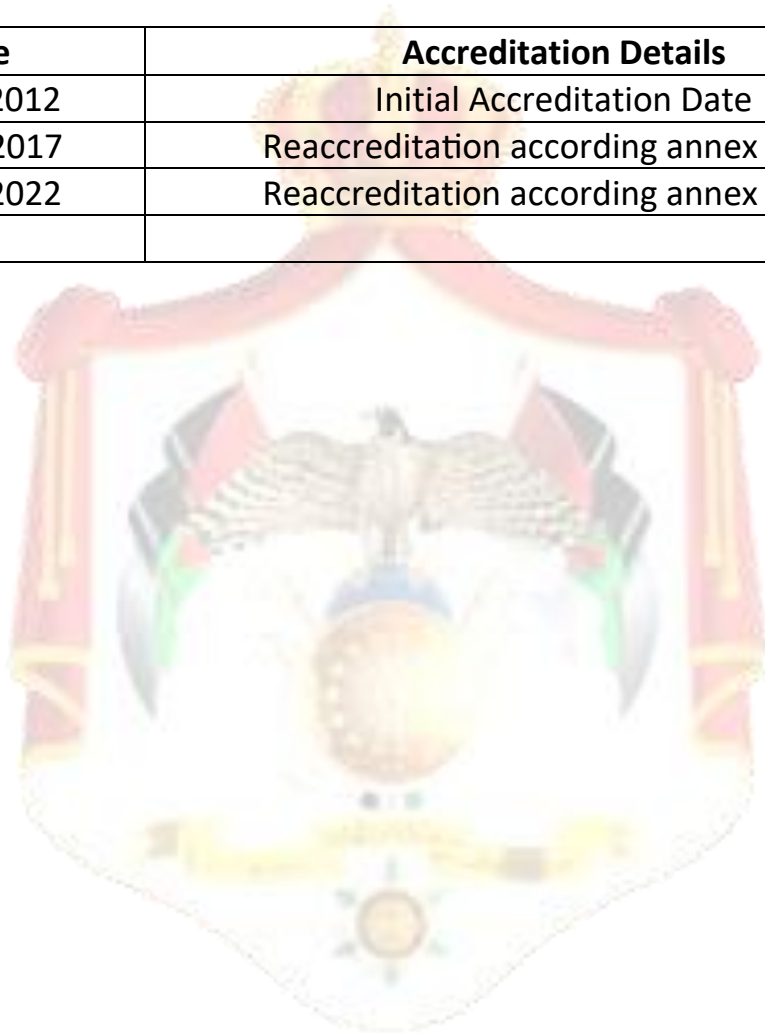 e Accreditation Details
2012 Initial Accreditation Date
2017 Reaccreditation according annex
2022 Reaccreditation according annex